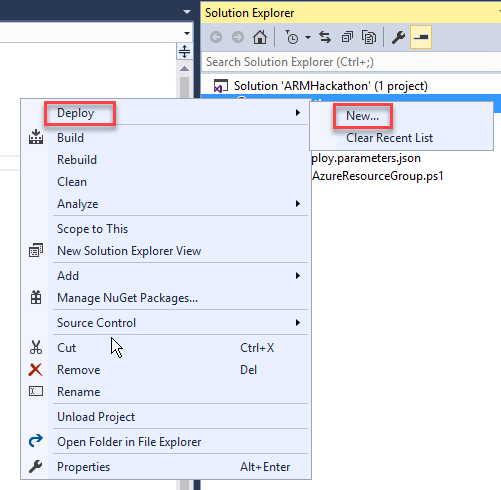 Solution Explorer
Search Solution Explorer (Ctrl+;)
Solution 'ARMHackathon' (1 project)
Deploy
New...
Build
Clear Recent List
Rebuild
ploy.parameters.json
Clean
AzureResourceGroup.ps1
Analyze
Scope to This
New Solution Explorer View
Add
Manage NuGet Packages...
Source Control
Cut Ctrl+X
Remove Del
Rename
Unload Project
Open Folder in File Explorer
Properties Alt+Enter